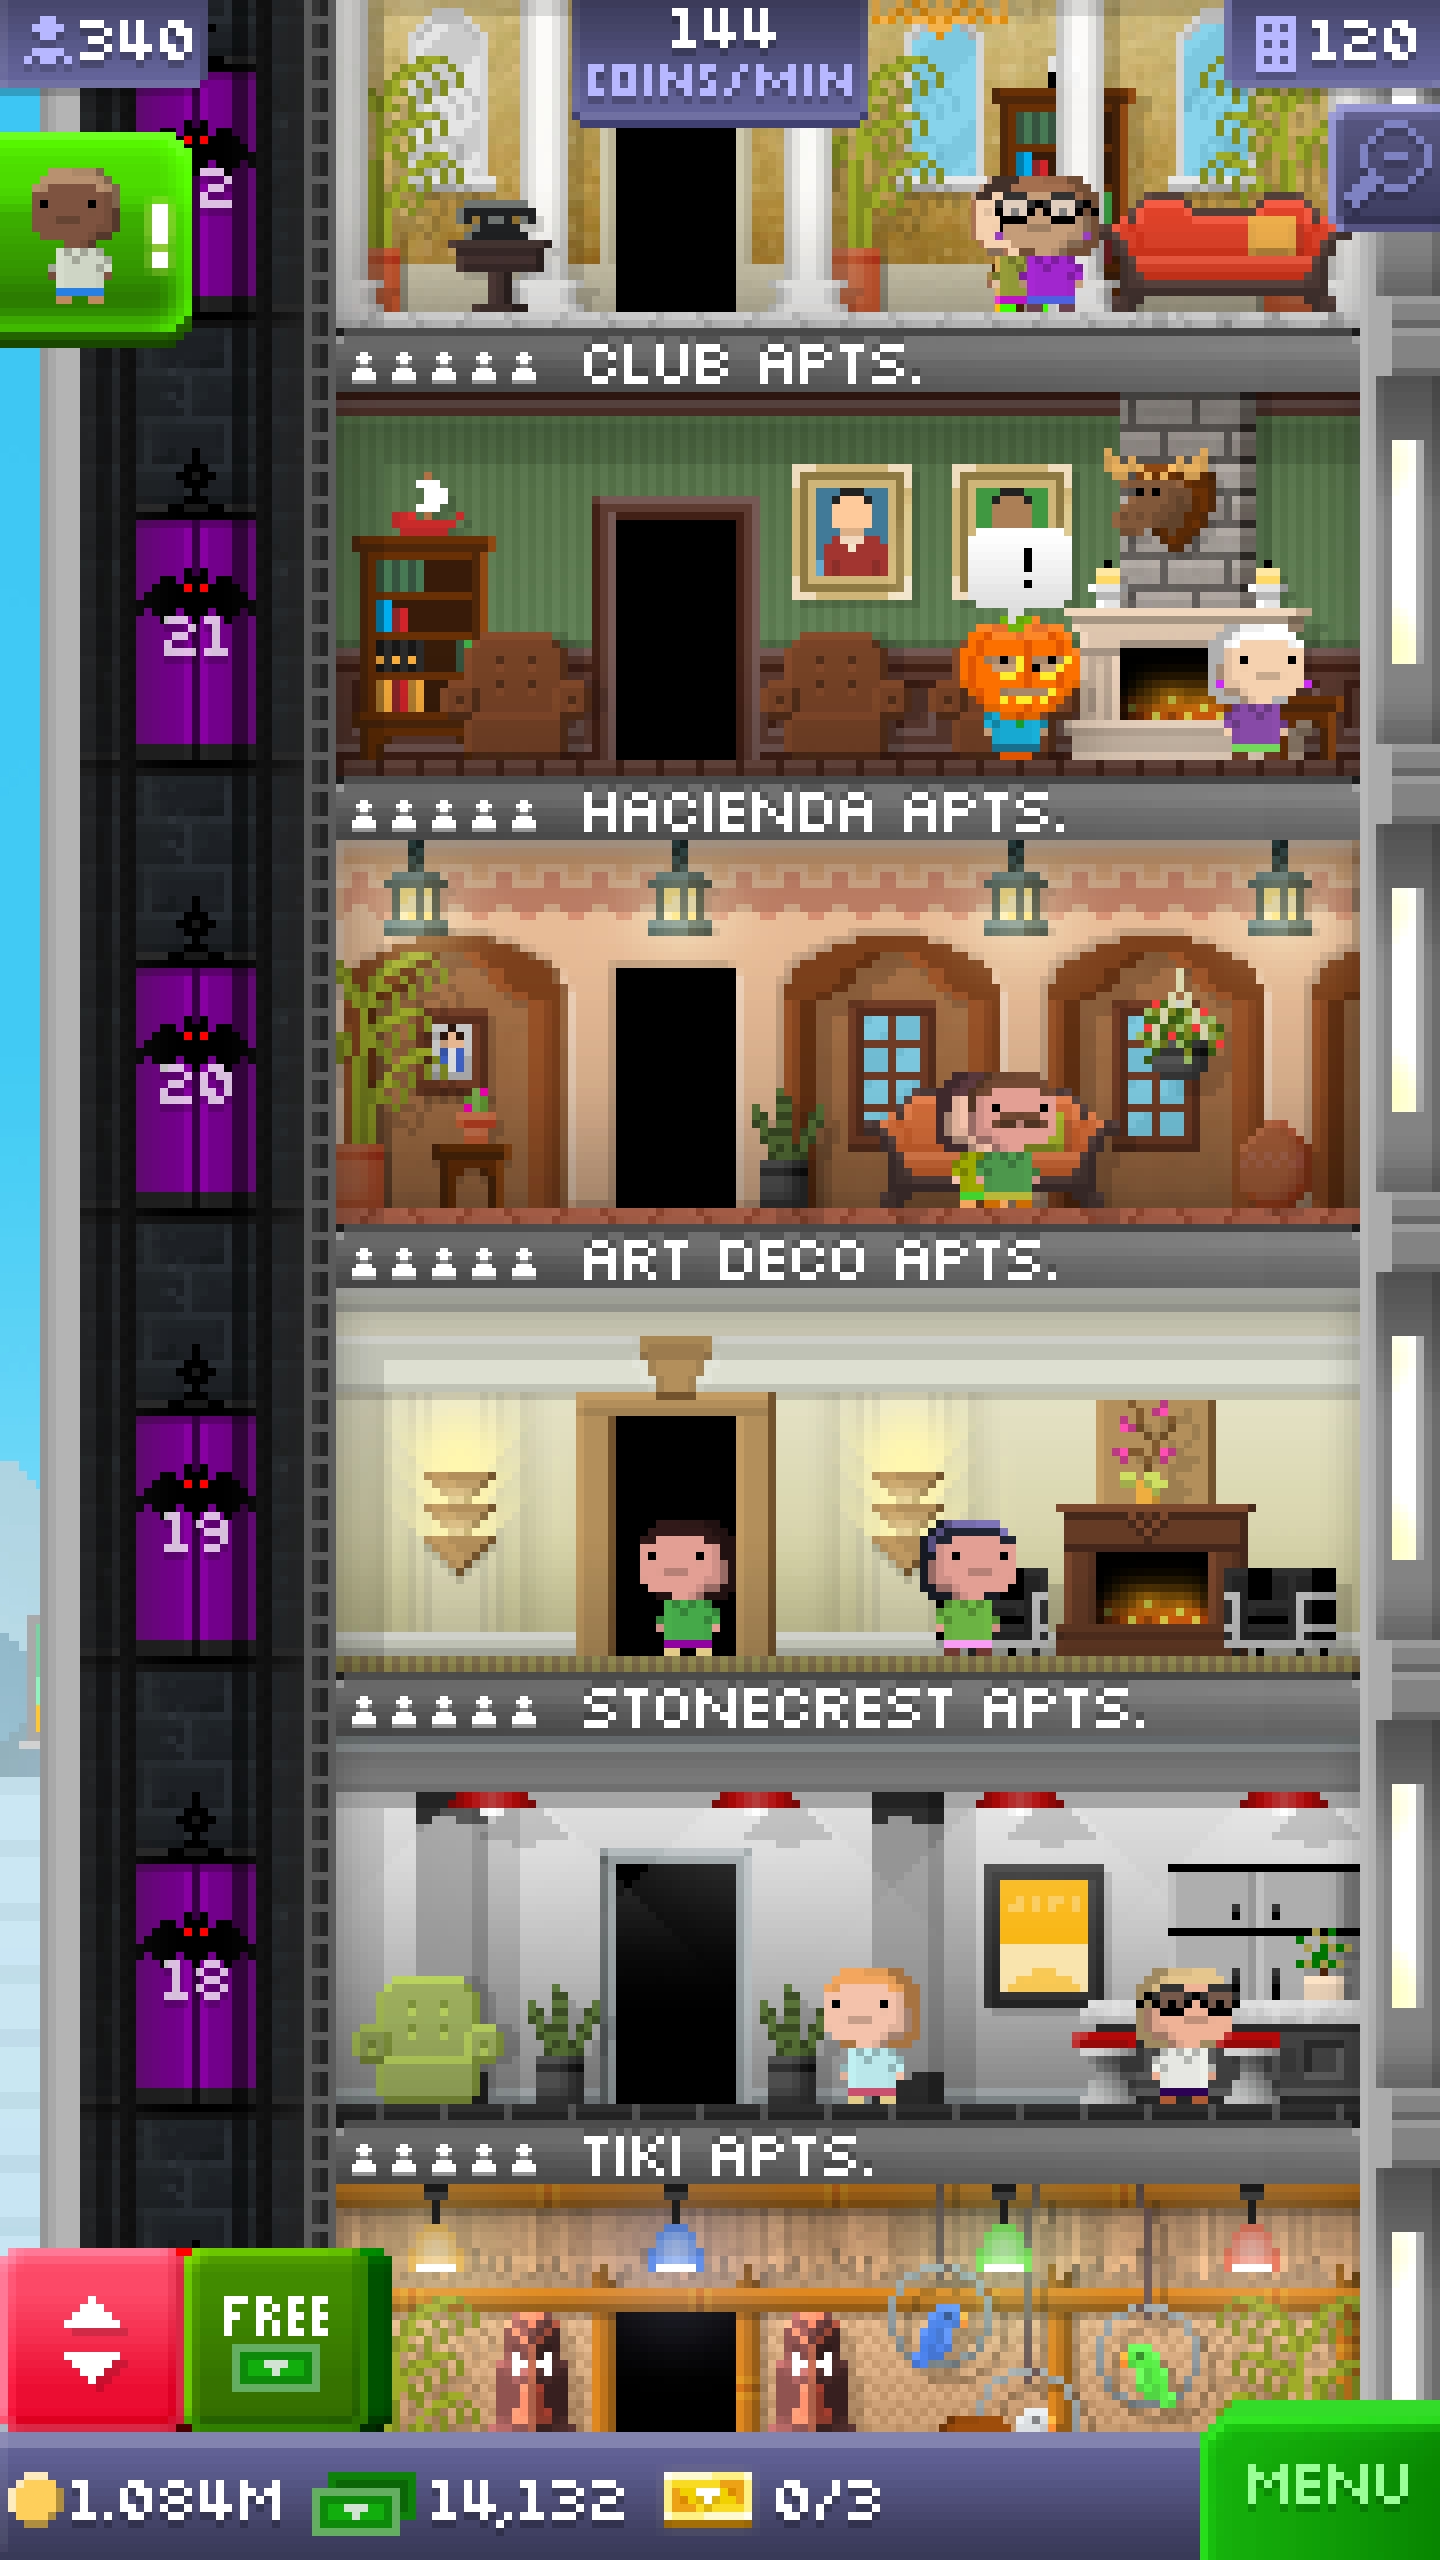 340
144
COINS/MIN
120
!
2
CLUB APTS.
!
21
HACIENDA APTS.
20
ART DECO APTS.
19
STONECREST APTS.
18
TIKI APTS.
FREE
1.084M
14,132
0/3
MENU